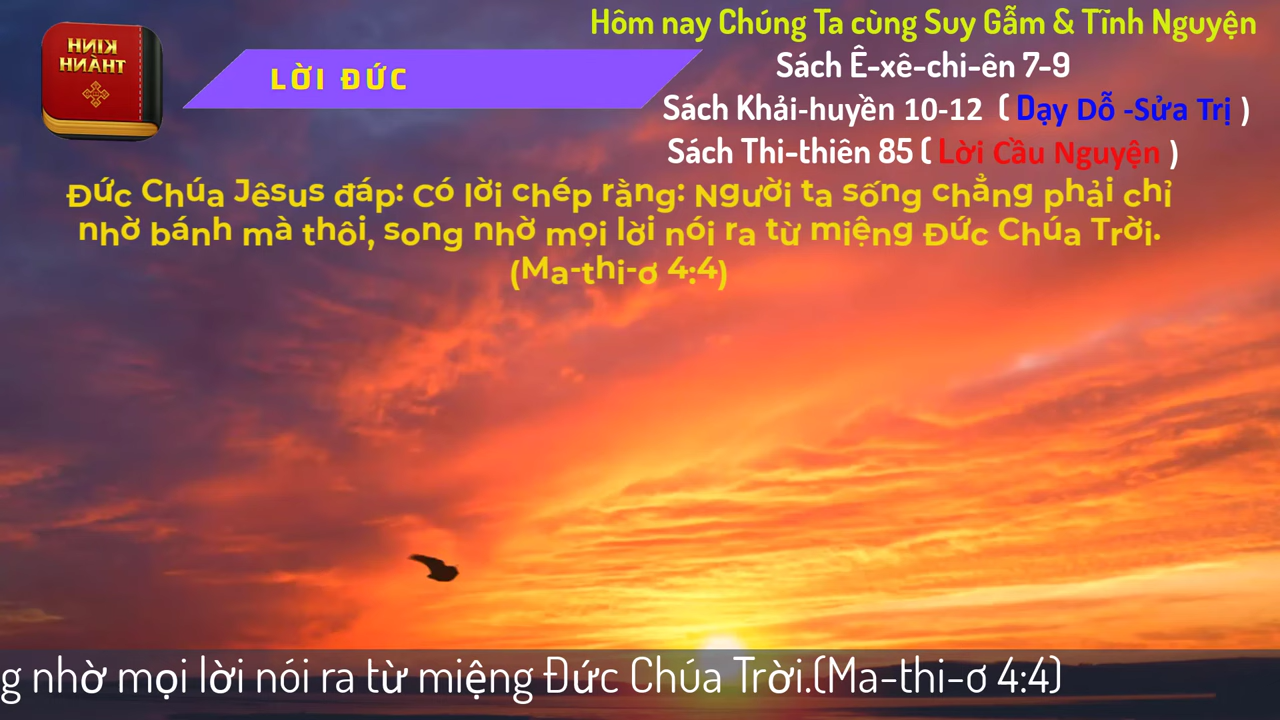 KINH
THÀNH
LỜI ĐỨC
Hôm nay Chúng Ta cùng Suy Gẫm & Tĩnh Nguyện
Sách Ê-xê-chi-ên 7-9
Sách Khải-huyền 10-12 ( Dạy Dỗ -Sửa Trị )
Sách Thi-thiên 85 ( Lời Cầu Nguyện )
Đức Chúa Jêsus đáp: Có lời chép rằng: Người ta sống chẳng phải chỉ
nhờ bánh mà thôi, song nhờ mọi lời nói ra từ miệng Đức Chúa Trời.
(Ma-thi-ơ 4:4)
g nhờ mọi lời nói ra từ miệng Đức Chúa Trời.(Ma-thi-ơ 4:4)